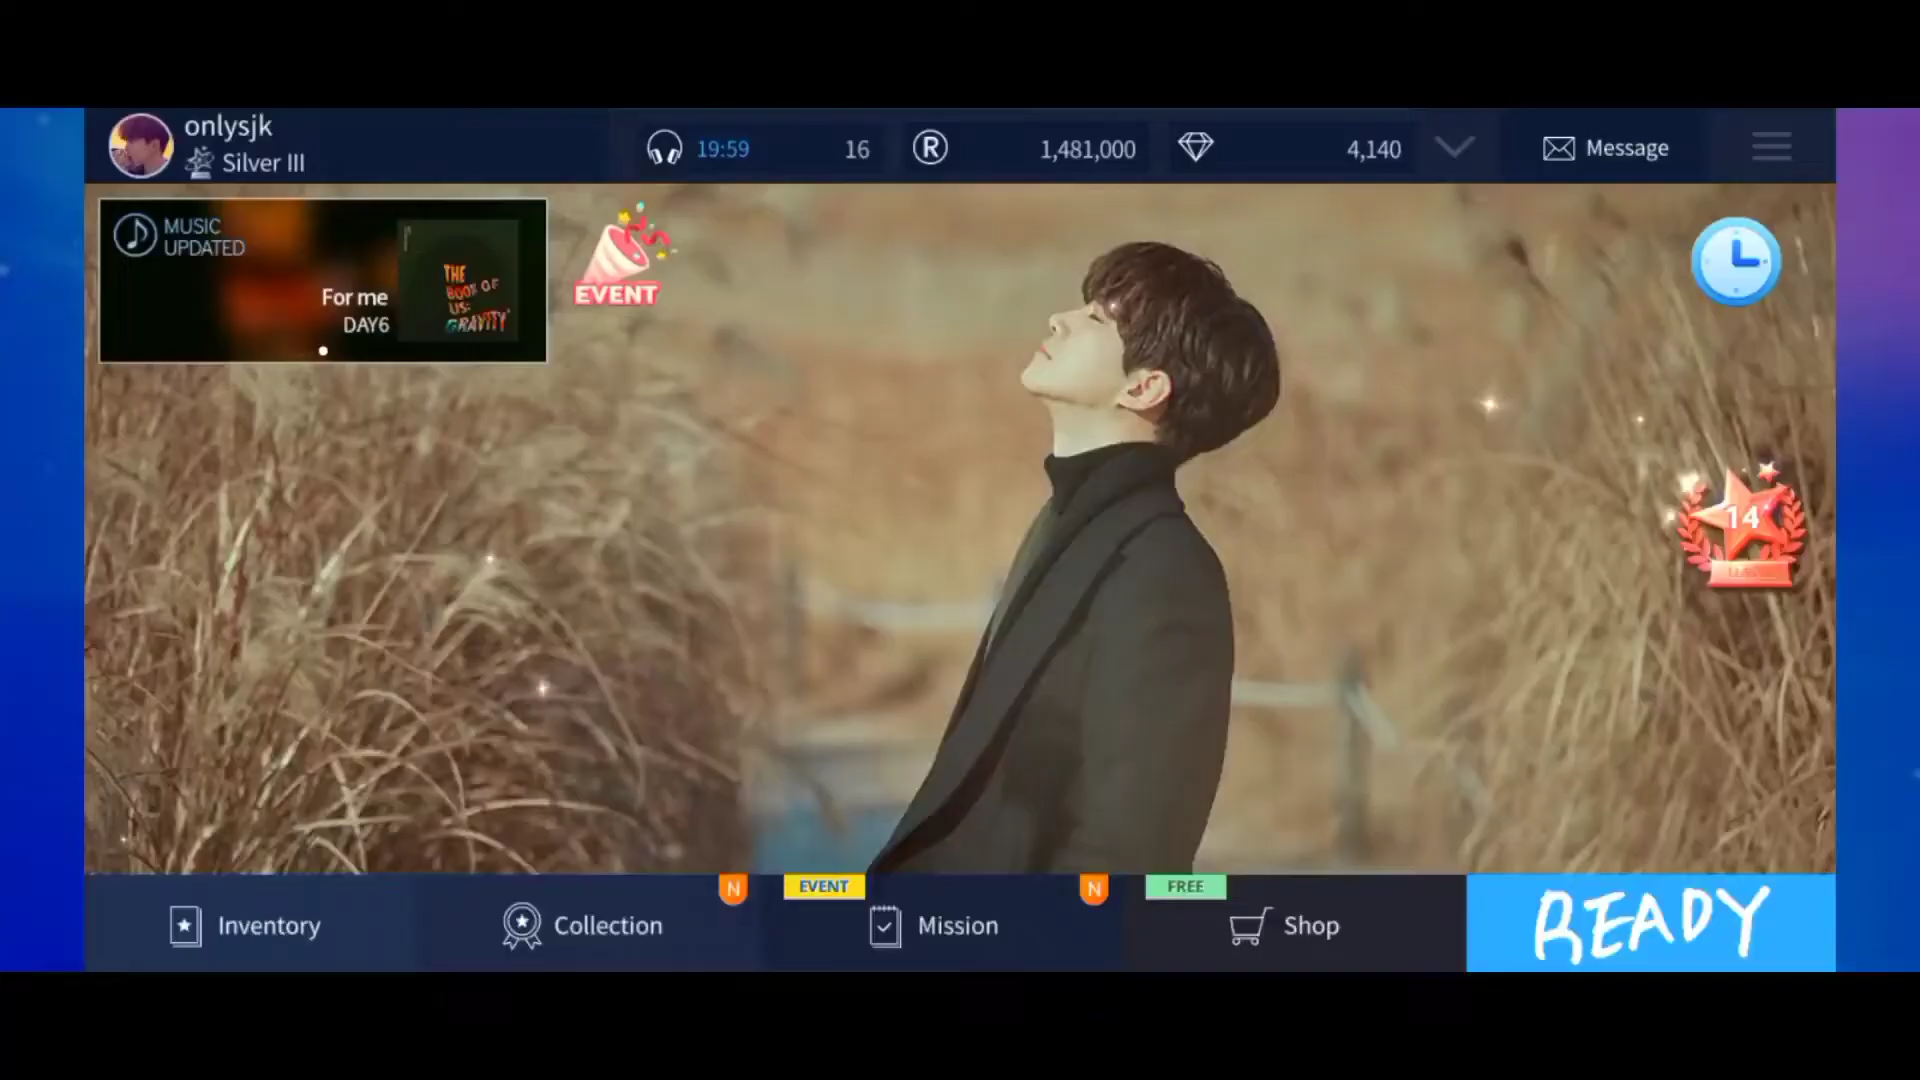 onlysjk
Silver III
19:59
16
R
1,481,000
4,140
Message
MUSIC
UPDATED
For me
DAY6
THE
BOOK OF
US:
GRAVITY
EVENT
14
Inventory
N
Collection
EVENT
N
Mission
FREE
Shop
READY